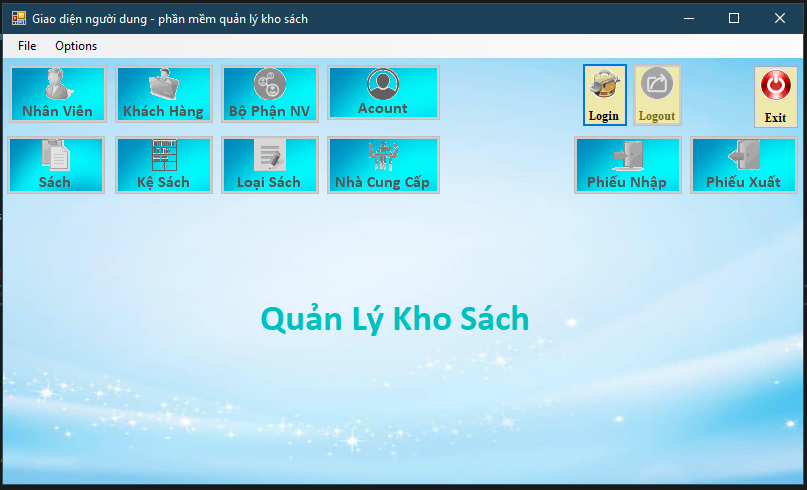 Giao diện người dung - phần mềm quản lý kho sách
File Options
Nhân Viên Khách Hàng Bộ Phận NV Acount Login Logout Exit
Sách Kệ Sách Loại Sách Nhà Cung Cấp Phiếu Nhập Phiếu Xuất
Quản Lý Kho Sách